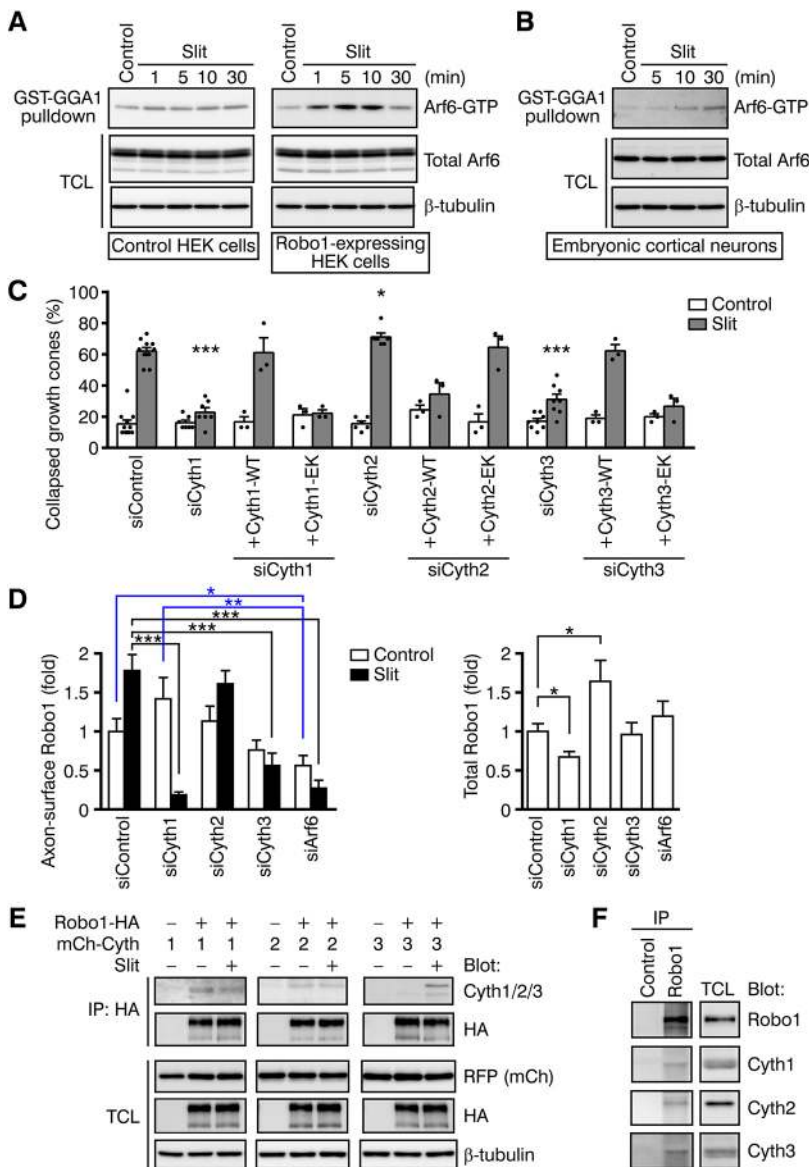 A
Control
Slit
1 5 10 30
Control
Slit
1 5 10 30 (min)
GST-GGA1 pulldown
Arf6-GTP
TCL
Total Arf6
β-tubulin
Control HEK cells
Robo1-expressing HEK cells
B
Control
Slit
5 10 30 (min)
GST-GGA1 pulldown
Arf6-GTP
TCL
Total Arf6
β-tubulin
Embryonic cortical neurons
C
Collapsed growth cones (%)
100
80
60
40
20
0
***
*
***
Control
Slit
siControl
siCyth1
+Cyth1-WT
+Cyth1-EK
siCyth2
+Cyth2-WT
+Cyth2-EK
siCyth3
+Cyth3-WT
+Cyth3-EK
siCyth1
siCyth2
siCyth3
D
Axon-surface Robo1 (fold)
2
1.5
1
0.5
0
*
**
***
***
***
Control
Slit
siControl
siCyth1
siCyth2
siCyth3
siArf6
Total Robo1 (fold)
2
1.5
1
0.5
0
*
*
siControl
siCyth1
siCyth2
siCyth3
siArf6
E
Robo1-HA – + + – + + – + +
mCh-Cyth 1 1 1 2 2 2 3 3 3
Slit – – + – – + – – + Blot:
IP: HA
Cyth1/2/3
HA
TCL
RFP (mCh)
HA
β-tubulin
F
IP
Control
Robo1
TCL
Blot:
Robo1
Cyth1
Cyth2
Cyth3